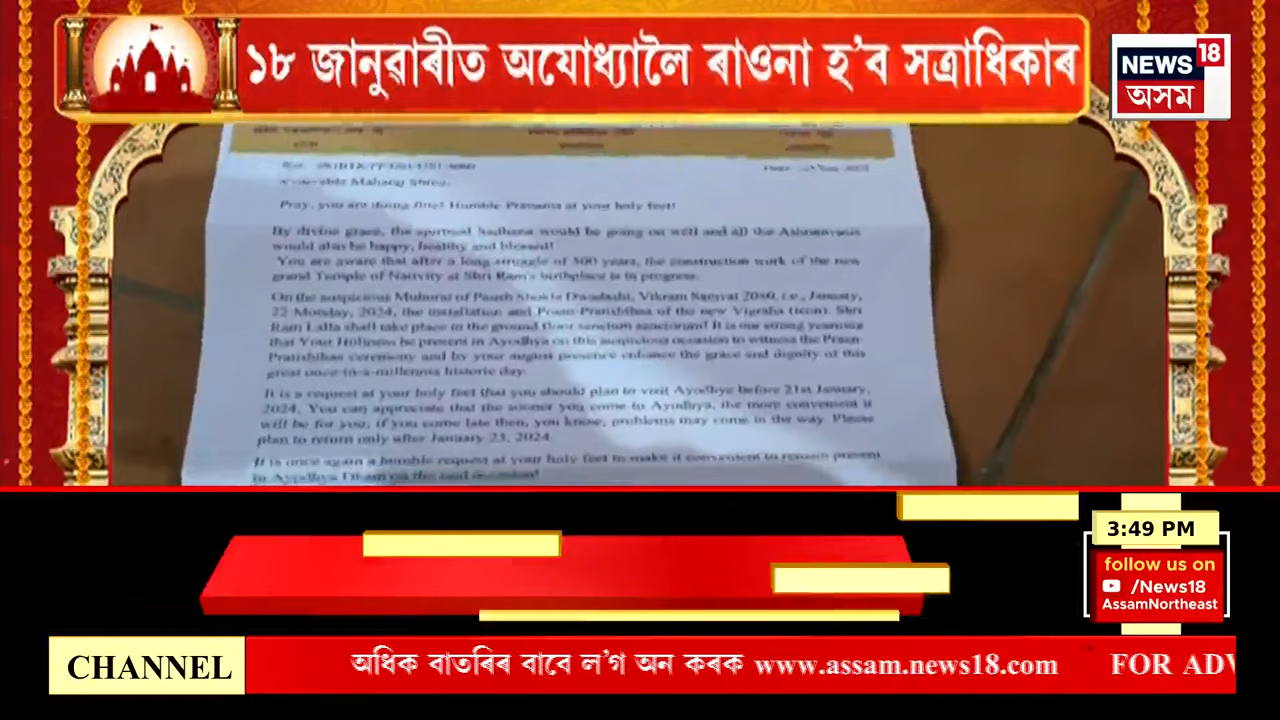 ১৮ জানুৱাৰীত অযোধ্যালৈ ৰাওনা হ'ব সত্ৰাধিকাৰ
NEWS 18
অসম
Pray, you are doing fine! Humble Pranama at your holy feet!
By divine grace, the spiritual Sadhana would be going on well and all the
would also be happy, healthy and blessed!
You are aware that after a long struggle of 500 years, the construction work of the new
grand Temple of Nativity at Shri Ram's birthplace is in progress.
On the auspicious Muhurat of Paush Shukla Dwadashi, Vikram Samvat 2080, i.e., January,
22 Monday, 2024, the installation and Pran-Pratishthea of the new Vigraha (icon). Shri
Ram Lalla shall take place in the ground floor sanctum sanctorum! It is our strong yearning
that Your Holiness be present in Ayodhya on this auspicious occasion to witness the Pran-
Pratishthas ceremony and by your august presence enhance the grace and dignity of this
great once-in-a-millennia historic day.
It is a request at your holy feet that you should plan to visit Ayodhya before 21st January,
2024. You can appreciate that the sooner you come to Ayodhya, the more convenient it
will be for you, if you come late then, you know, problems may come in the way. Please
plan to return only after January 23, 2024.
It is once again a humble request at your holy feet to make it convenient to remain present
in Ayodhya Dham on the said occasion!
3:49 PM
follow us on
/News18
AssamNortheast
CHANNEL অধিক বাতৰিৰ বাবে ল'গ অন কৰক www.assam.news18.com FOR ADV